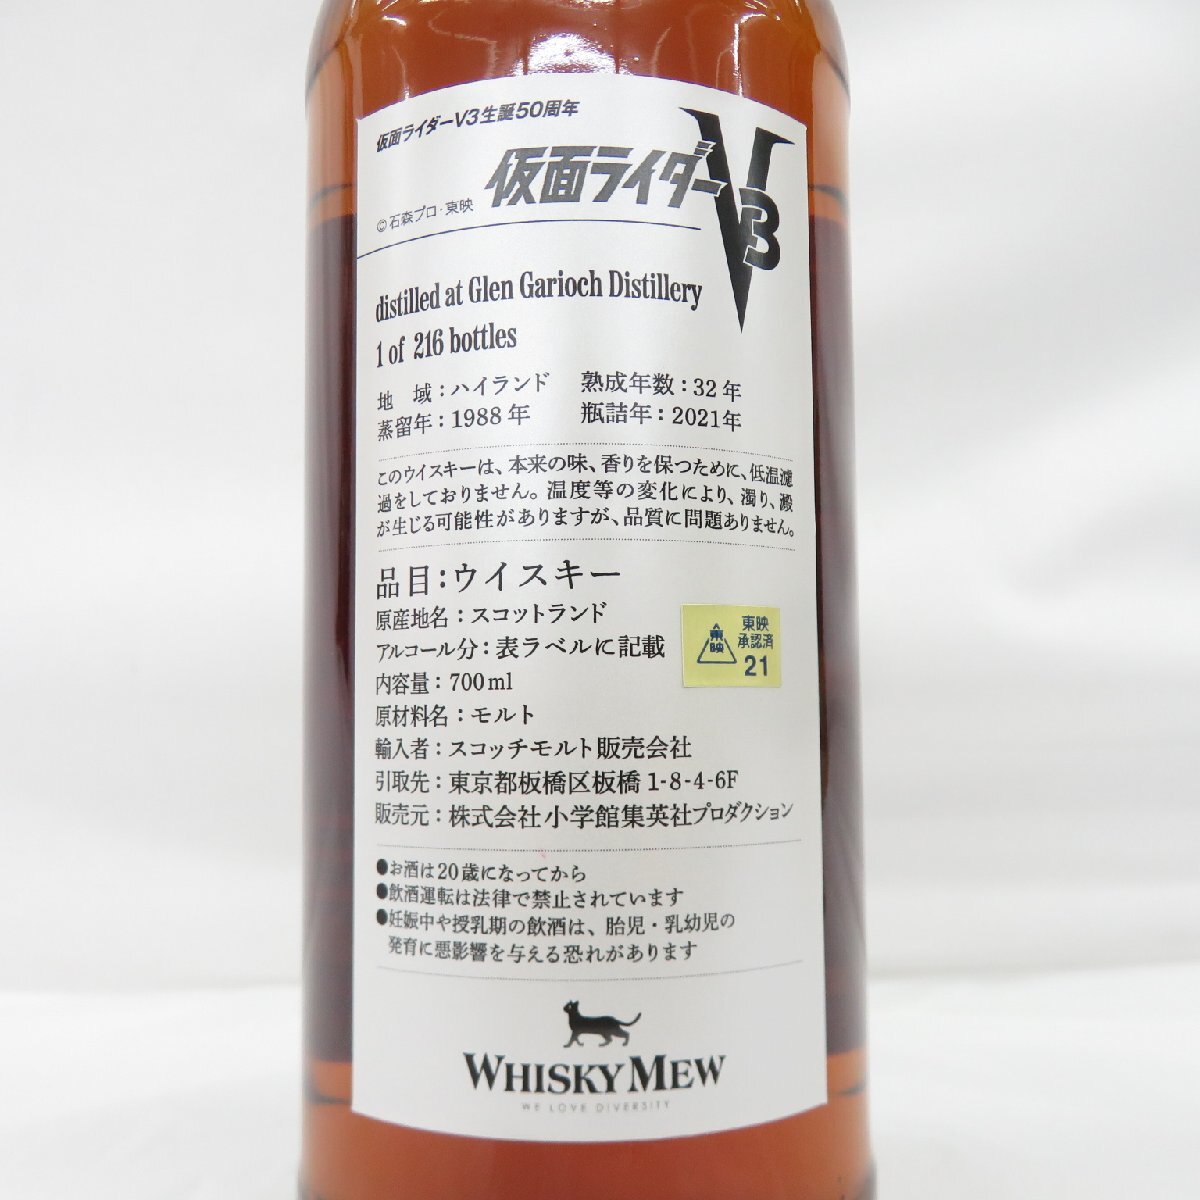 仮面ライダーV3生誕50周年
仮面ライダーV3
©石森プロ・東映
distilled at Glen Garioch Distillery
1 of 216 bottles
地　域：ハイランド　熟成年数：32年
蒸留年：1988年　瓶詰年：2021年
このウイスキーは、本来の味、香りを保つために、低温濾
過をしておりません。温度等の変化により、濁り、澱
が生じる可能性がありますが、品質に問題ありません。
品目：ウイスキー
原産地名：スコットランド
アルコール分：表ラベルに記載
内容量：700ml
原材料名：モルト
輸入者：スコッチモルト販売会社
引取先：東京都板橋区板橋1-8-4-6F
販売元：株式会社小学館集英社プロダクション
東映
東映
承認済
21
●お酒は20歳になってから
●飲酒運転は法律で禁止されています
●妊娠中や授乳期の飲酒は、胎児・乳幼児の
発育に悪影響を与える恐れがあります
WHISKY MEW
WE LOVE DIVERSITY